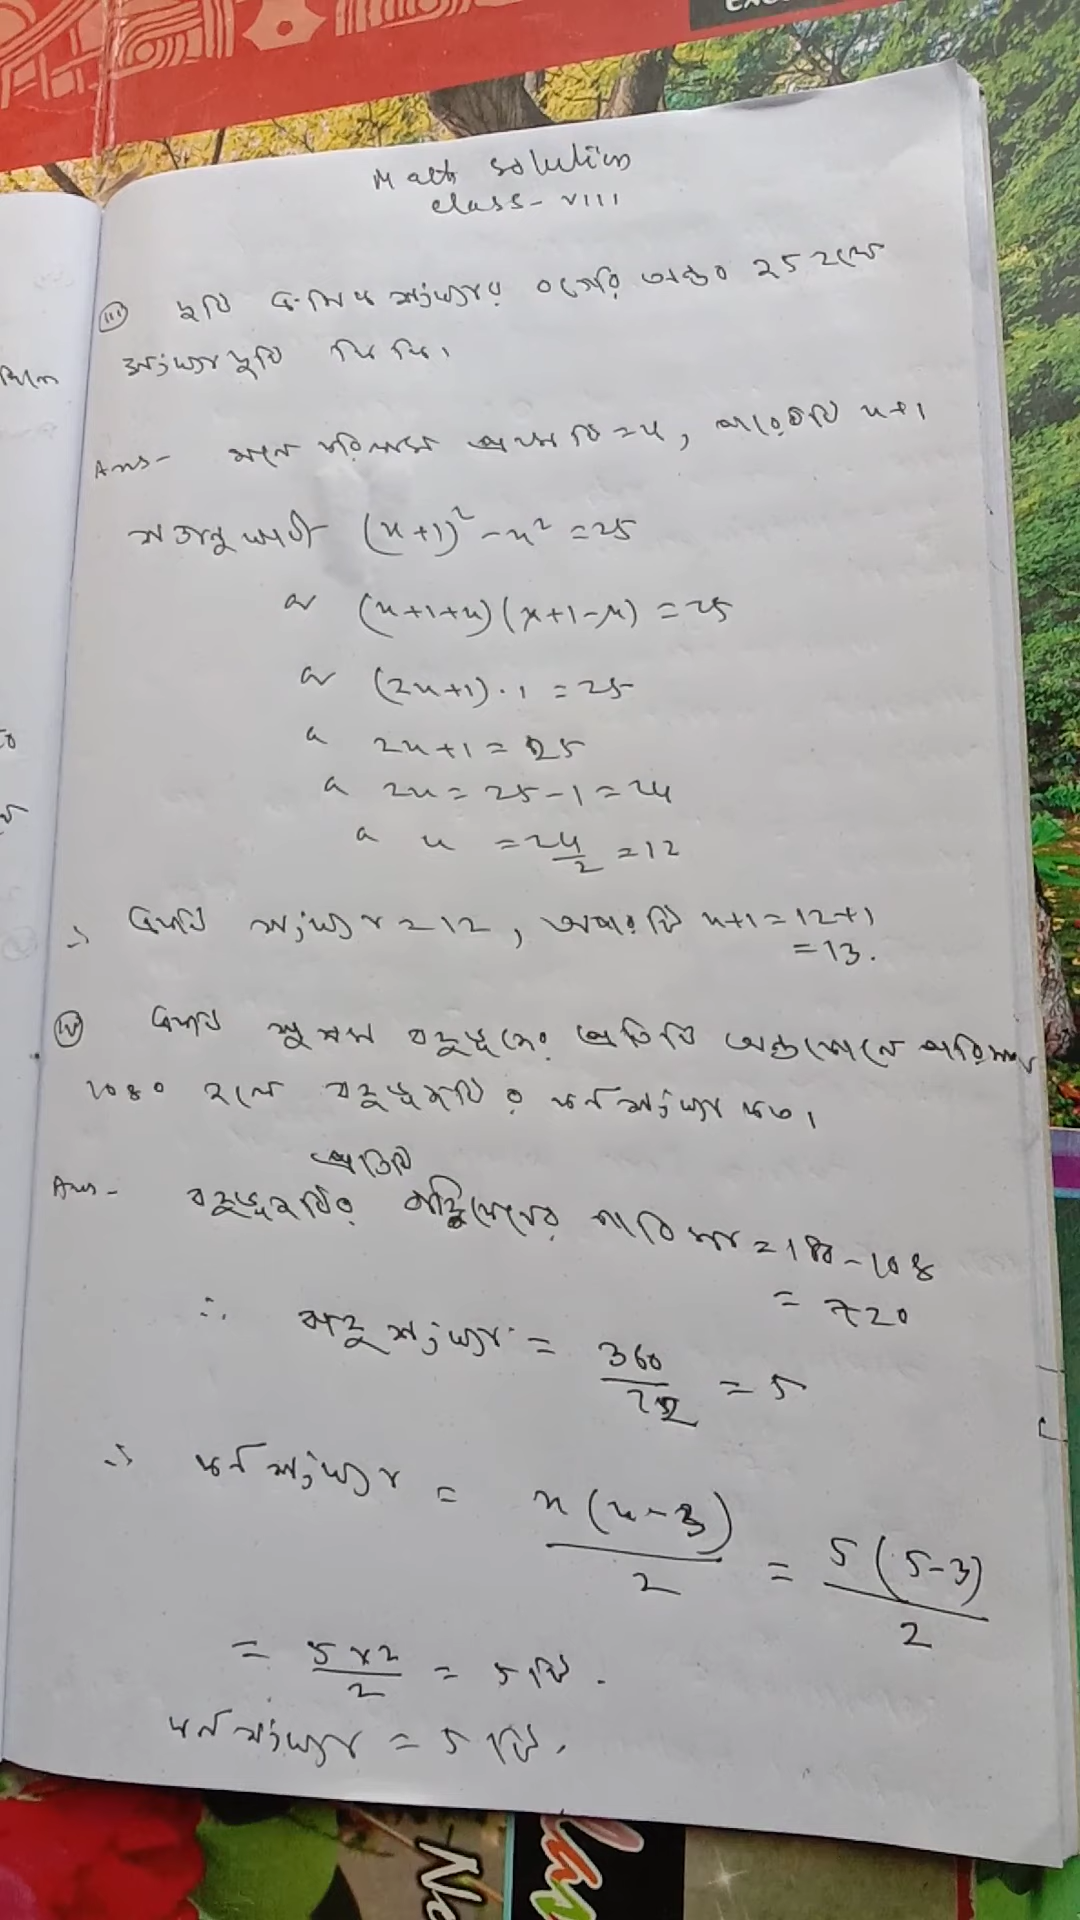 Math solution
class - VIII
(iii) দুটি ক্রমিক সংখ্যার বর্গের অন্তর 25 হলে
সংখ্যা দুটি কি কি।
Ans - মনে করিলাম প্রথমটি = x, অপরটি x+1
শর্তানুযায়ী (x+1)² - x² = 25
বা (x+1+x)(x+1-x) = 25
বা (2x+1)·1 = 25
বা 2x+1 = 25
বা 2x = 25-1 = 24
বা x = 24/2 = 12
∴ একটি সংখ্যা = 12, অপরটি x+1 = 12+1
= 13.
(iv) একটি সুষম বহুভুজের প্রতিটি অন্তঃকোণের পরিমাপ
108° হলে বহুভুজটির কর্ণ সংখ্যা কত।
প্রতিটি
Ans - বহুভুজটির বহিঃকোণের পরিমাপ = 180-108
= 720
∴ বাহু সংখ্যা = 360/72 = 5
∴ কর্ণ সংখ্যা = n(n-3)/2 = 5(5-3)/2
= 5×2/2 = 5 টি.
কর্ণ সংখ্যা = 5 টি.